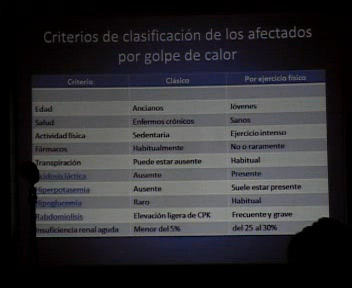 Criterios de clasificación de los afectados
por golpe de calor
Criterio Clásico Por ejercicio físico
Edad Ancianos Jóvenes
Salud Enfermos crónicos Sanos
Actividad física Sedentaria Ejercicio intenso
Fármacos Habitualmente No o raramente
Transpiración Puede estar ausente Habitual
Acidosis láctica Ausente Presente
Hiperpotasemia Ausente Suele estar presente
Hipoglucemia Raro Habitual
Rabdomiolisis Elevación ligera de CPK Frecuente y grave
Insuficiencia renal aguda Menor del 5% del 25 al 30%